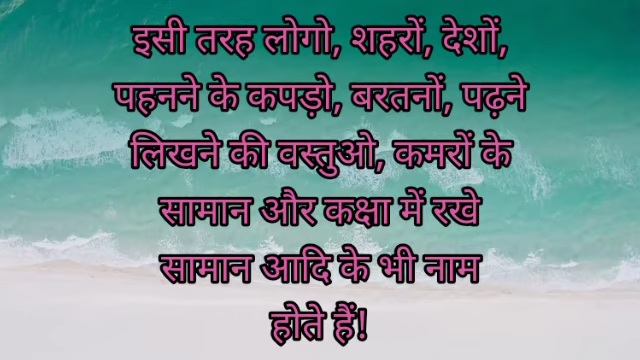 इसी तरह लोगो, शहरों, देशों,
पहनने के कपड़ो, बरतनों, पढ़ने
लिखने की वस्तुओ, कमरों के
सामान और कक्षा में रखे
सामान आदि के भी नाम
होते हैं!